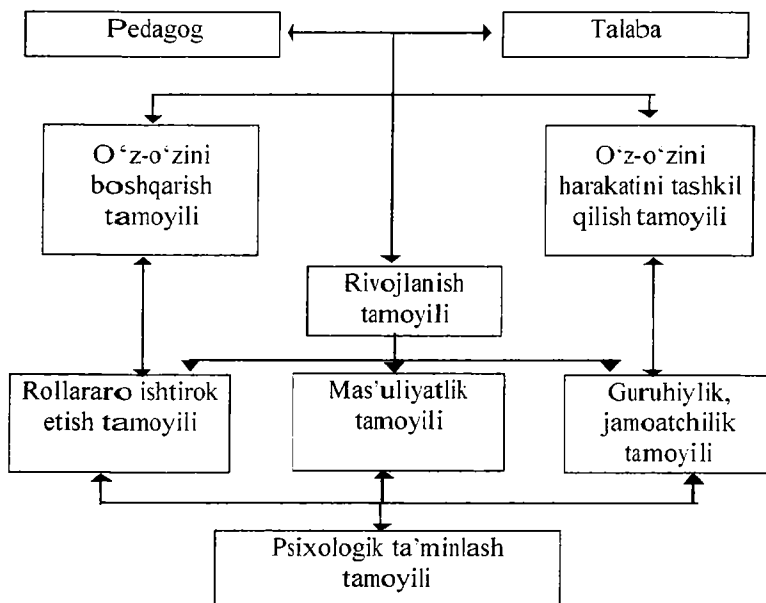 Pedagog
Talaba
O‘z-o‘zini
boshqarish
tamoyili
O‘z-o‘zini
harakatini tashkil
qilish tamoyili
Rivojlanish
tamoyili
Rollararo ishtirok
etish tamoyili
Mas’uliyatlik
tamoyili
Guruhiylik,
jamoatchilik
tamoyili
Psixologik ta’minlash
tamoyili